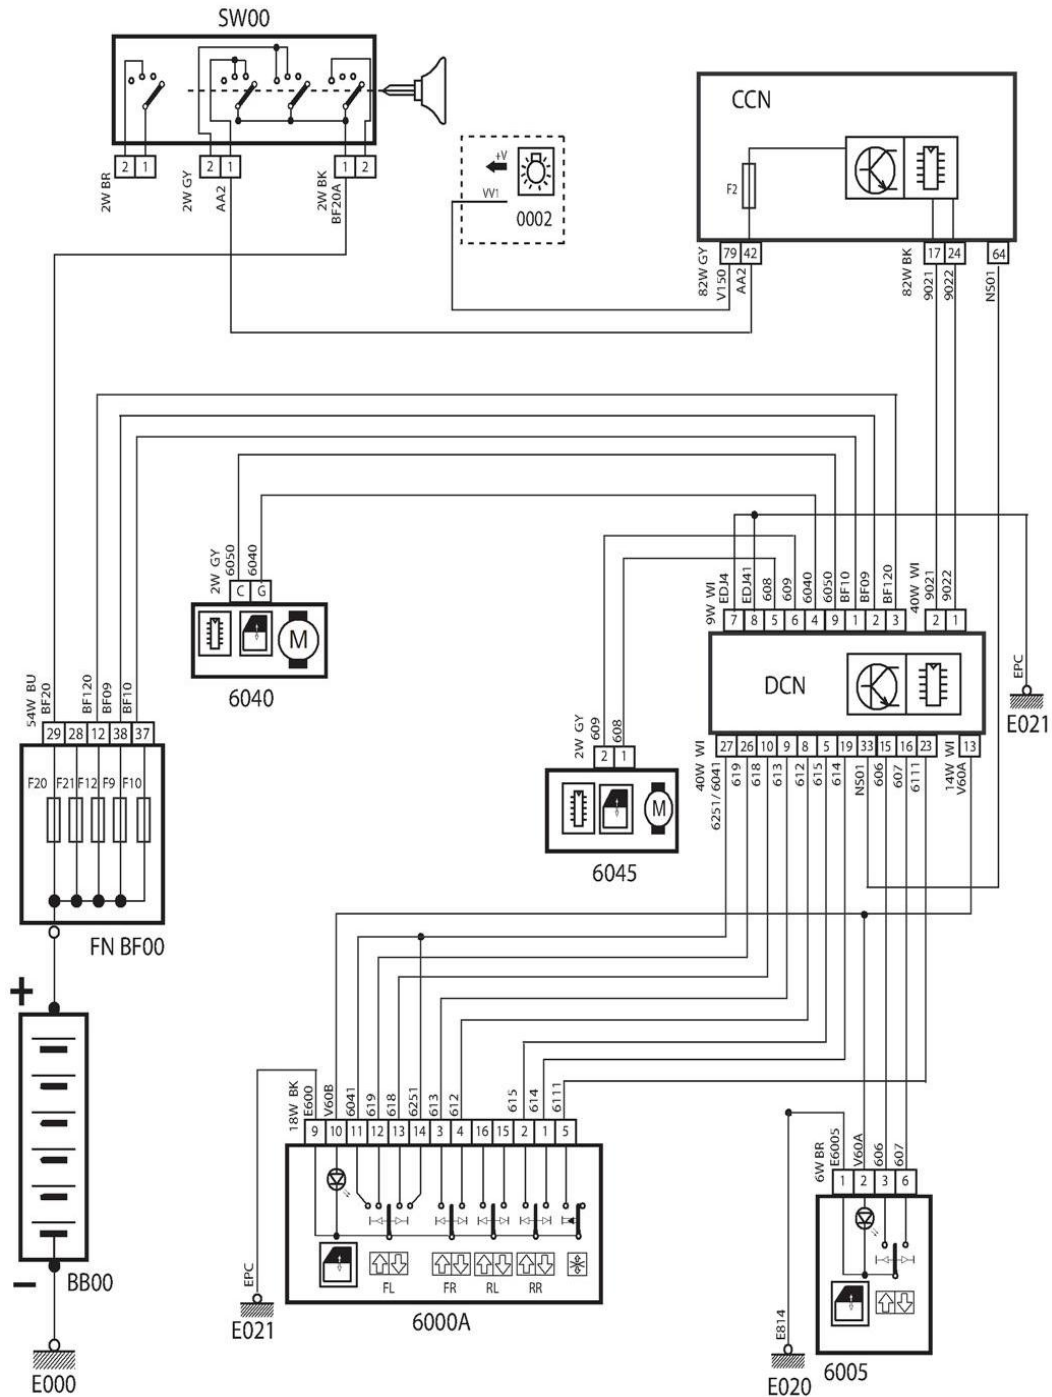 SW00
2 1
2 1
1 2
2W BR
2W GY
AA2
2W BK
BF20A
+V
VV1
0002
CCN
F2
79 42
17 24
64
82W GY
V150
AA2
82W BK
9021
9022
N501
2W GY
6050
6040
C G
M
6040
9W WI
EDJ4
EDJ41
608
609
6040
6050
BF10
BF09
BF120
40W WI
9021
9022
7 8 5 6 4 9 1 2 3
2 1
DCN
EPC
E021
54W BU
BF20
BF120
BF09
BF10
29 28 12 38 37
F20 F21 F12 F9 F10
FN BF00
2W GY
609
608
2 1
M
6045
27 26 10 9 8 5 19 33 15 16 23
13
40W WI
6251/6041
619
618
613
612
615
614
N501
606
607
6111
14W WI
V60A
+
−
BB00
E000
18W BK
E600
V60B
6041
619
618
6251
613
612
615
614
6111
9 10 11 12 13 14 3 4 16 15 2 1 5
FL FR RL RR
6000A
EPC
E021
6W BR
E6005
V60A
606
607
1 2 3 6
6005
E814
E020